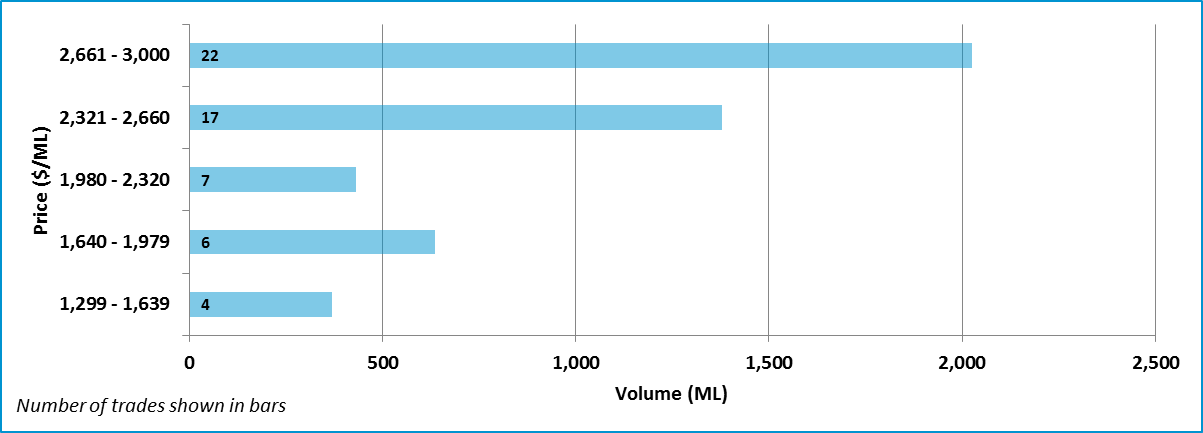 Price ($/ML)
2,661 - 3,000
22
2,321 - 2,660
17
1,980 - 2,320
7
1,640 - 1,979
6
1,299 - 1,639
4
0 500 1,000 1,500 2,000 2,500
Volume (ML)
Number of trades shown in bars